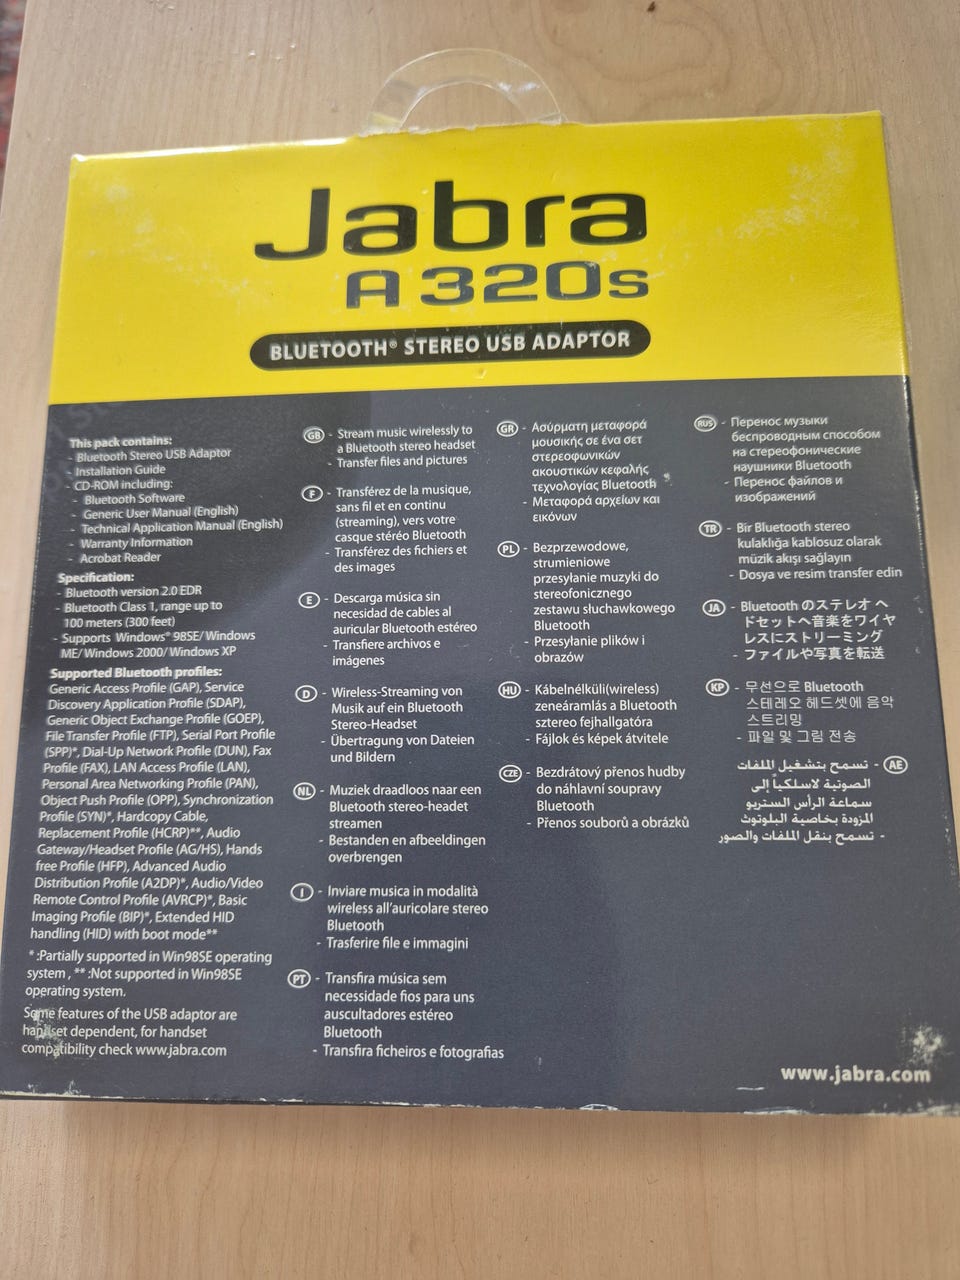 Jabra
A320s
BLUETOOTH® STEREO USB ADAPTOR
This pack contains:
- Bluetooth Stereo USB Adaptor
- Installation Guide
- CD-ROM including:
- Bluetooth Software
- Generic User Manual (English)
- Technical Application Manual (English)
- Warranty Information
- Acrobat Reader
Specification:
- Bluetooth version 2.0 EDR
- Bluetooth Class 1, range up to
100 meters (300 feet)
- Supports Windows® 98SE/Windows
ME/Windows 2000/Windows XP
Supported Bluetooth profiles:
Generic Access Profile (GAP), Service
Discovery Application Profile (SDAP),
Generic Object Exchange Profile (GOEP),
File Transfer Profile (FTP), Serial Port Profile
(SPP)*, Dial-Up Network Profile (DUN), Fax
Profile (FAX), LAN Access Profile (LAN),
Personal Area Networking Profile (PAN),
Object Push Profile (OPP), Synchronization
Profile (SYN)*, Hardcopy Cable,
Replacement Profile (HCRP)**, Audio
Gateway/Headset Profile (AG/HS), Hands
free Profile (HFP), Advanced Audio
Distribution Profile (A2DP)*, Audio/Video
Remote Control Profile (AVRCP)*, Basic
Imaging Profile (BIP)*, Extended HID
handling (HID) with boot mode**
* :Partially supported in Win98SE operating
system , ** :Not supported in Win98SE
operating system.
Some features of the USB adaptor are
handset dependent, for handset
compatibility check www.jabra.com
GB - Stream music wirelessly to
a Bluetooth stereo headset
- Transfer files and pictures
F - Transférez de la musique,
sans fil et en continu
(streaming), vers votre
casque stéréo Bluetooth
- Transférez des fichiers et
des images
E - Descarga música sin
necesidad de cables al
auricular Bluetooth estéreo
- Transfiere archivos e
imágenes
D - Wireless-Streaming von
Musik auf ein Bluetooth
Stereo-Headset
- Übertragung von Dateien
und Bildern
NL - Muziek draadloos naar een
Bluetooth stereo-headet
streamen
- Bestanden en afbeeldingen
overbrengen
I - Inviare musica in modalità
wireless all'auricolare stereo
Bluetooth
- Trasferire file e immagini
PT - Transfira música sem
necessidade fios para uns
auscultadores estéreo
Bluetooth
- Transfira ficheiros e fotografias
GR - Ασύρματη μεταφορά
μουσικής σε ένα σετ
στερεοφωνικών
ακουστικών κεφαλής
τεχνολογίας Bluetooth
- Μεταφορά αρχείων και
εικόνων
PL - Bezprzewodowe,
strumieniowe
przesyłanie muzyki do
stereofonicznego
zestawu słuchawkowego
Bluetooth
- Przesyłanie plików i
obrazów
HU - Kábelnélküli(wireless)
zeneáramlás a Bluetooth
sztereo fejhallgatóra
- Fájlok és képek átvitele
CZE - Bezdrátový přenos hudby
do náhlavní soupravy
Bluetooth
- Přenos souborů a obrázků
RUS - Перенос музыки
беспроводным способом
на стереофонические
наушники Bluetooth
- Перенос файлов и
изображений
TR - Bir Bluetooth stereo
kulaklığa kablosuz olarak
müzik akışı sağlayın
- Dosya ve resim transfer edin
JA - Bluetooth のステレオ ヘ
ドセットへ音楽をワイヤ
レスにストリーミング
- ファイルや写真を転送
KP - 무선으로 Bluetooth
스테레오 헤드셋에 음악
스트리밍
- 파일 및 그림 전송
AE - تسمح بتشغيل الملفات
الصوتية لاسلكياً إلى
سماعة الرأس الستريو
المزودة بخاصية البلوتوث
- تسمح بنقل الملفات والصور
www.jabra.com